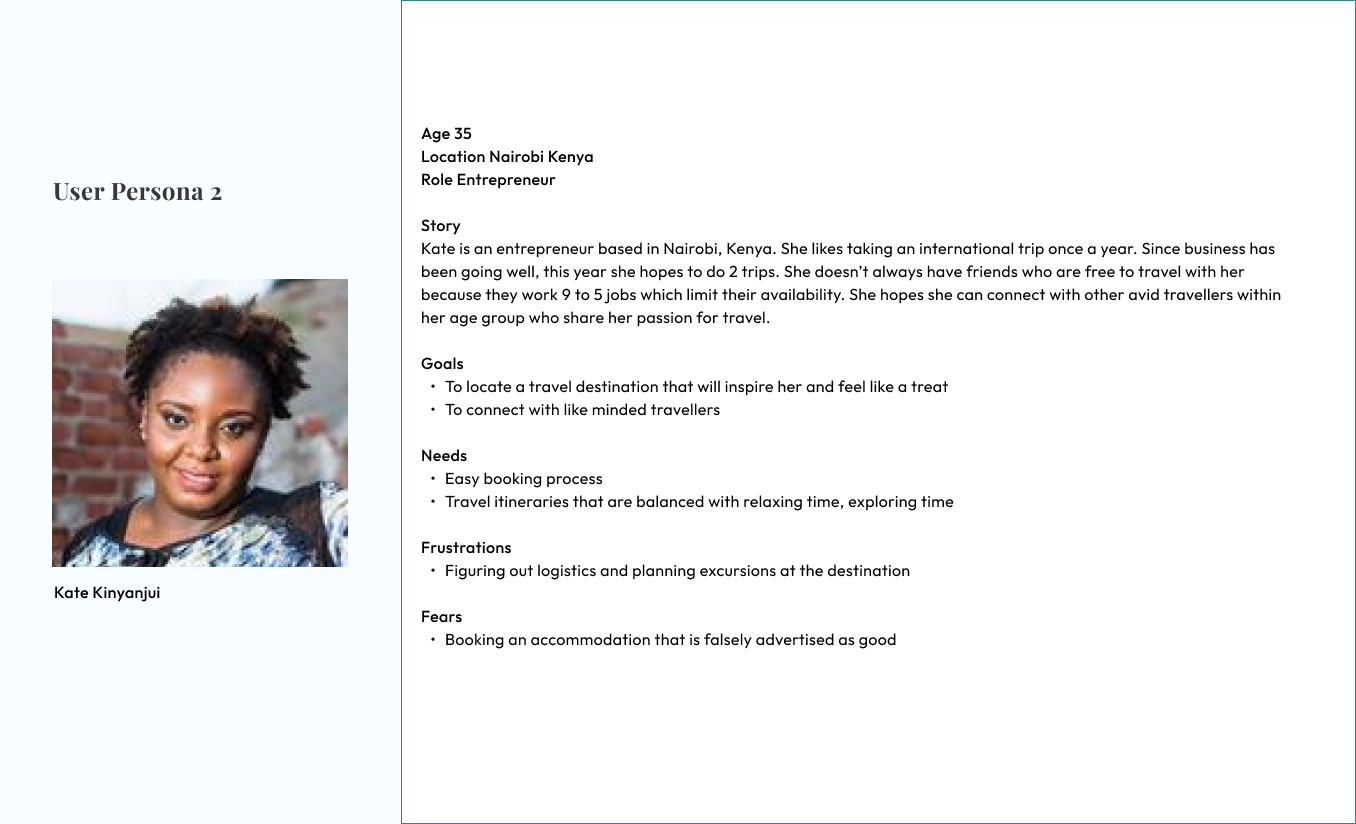 User Persona 2
Kate Kinyanjui
Age 35
Location Nairobi Kenya
Role Entrepreneur
Story
Kate is an entrepreneur based in Nairobi, Kenya. She likes taking an international trip once a year. Since business has
been going well, this year she hopes to do 2 trips. She doesn’t always have friends who are free to travel with her
because they work 9 to 5 jobs which limit their availability. She hopes she can connect with other avid travellers within
her age group who share her passion for travel.
Goals
• To locate a travel destination that will inspire her and feel like a treat
• To connect with like minded travellers
Needs
• Easy booking process
• Travel itineraries that are balanced with relaxing time, exploring time
Frustrations
• Figuring out logistics and planning excursions at the destination
Fears
• Booking an accommodation that is falsely advertised as good